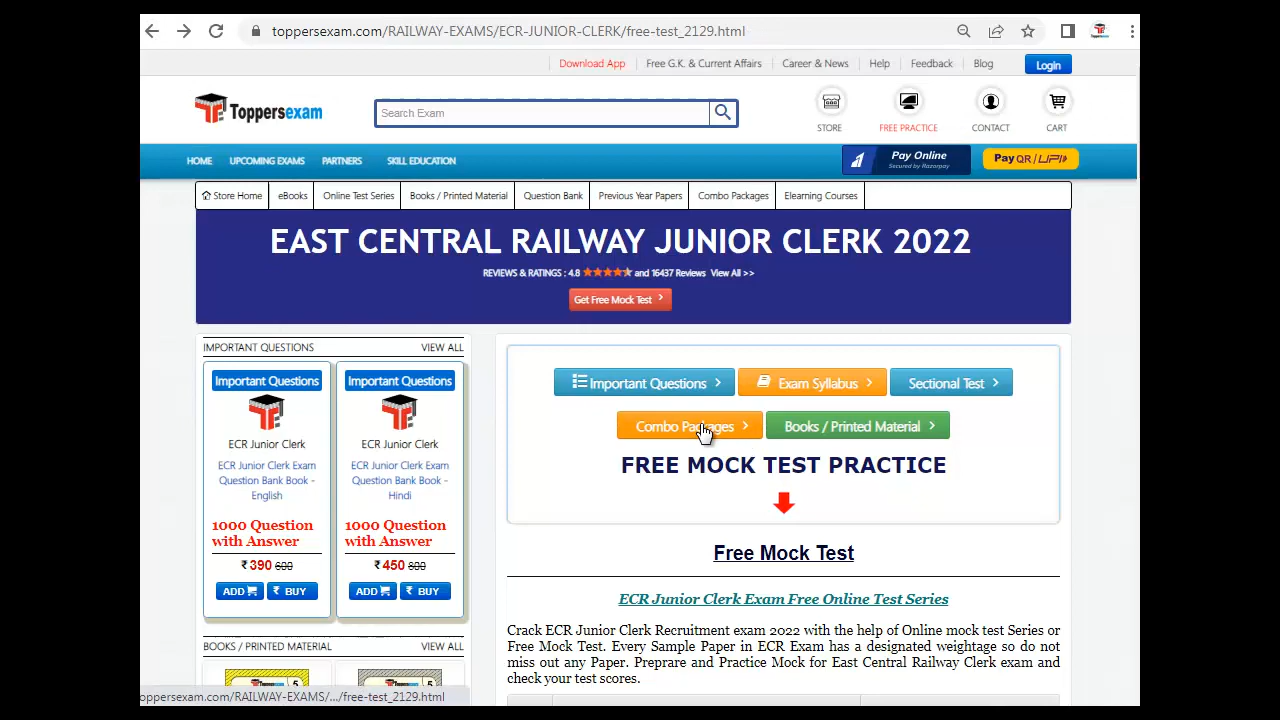 toppersexam.com/RAILWAY-EXAMS/ECR-JUNIOR-CLERK/free-test_2129.html
Download App Free G.K. & Current Affairs Career & News Help Feedback Blog Login
Toppersexam Search Exam STORE FREE PRACTICE CONTACT CART
HOME UPCOMING EXAMS PARTNERS SKILL EDUCATION Pay Online Secured by Razorpay Pay QR / UPI
Store Home eBooks Online Test Series Books / Printed Material Question Bank Previous Year Papers Combo Packages Elearning Courses
EAST CENTRAL RAILWAY JUNIOR CLERK 2022
REVIEWS & RATINGS : 4.8 and 16437 Reviews View All >>
Get Free Mock Test
IMPORTANT QUESTIONS VIEW ALL
Important Questions
ECR Junior Clerk
ECR Junior Clerk Exam
Question Bank Book -
English
1000 Question
with Answer
₹ 390 600
ADD ₹ BUY
Important Questions
ECR Junior Clerk
ECR Junior Clerk Exam
Question Bank Book -
Hindi
1000 Question
with Answer
₹ 450 800
ADD ₹ BUY
BOOKS / PRINTED MATERIAL VIEW ALL
5 5
Important Questions Exam Syllabus Sectional Test
Combo Packages Books / Printed Material
FREE MOCK TEST PRACTICE
Free Mock Test
ECR Junior Clerk Exam Free Online Test Series
Crack ECR Junior Clerk Recruitment exam 2022 with the help of Online mock test Series or
Free Mock Test. Every Sample Paper in ECR Exam has a designated weightage so do not
miss out any Paper. Preprare and Practice Mock for East Central Railway Clerk exam and
check your test scores.
toppersexam.com/RAILWAY-EXAMS/.../free-test_2129.html